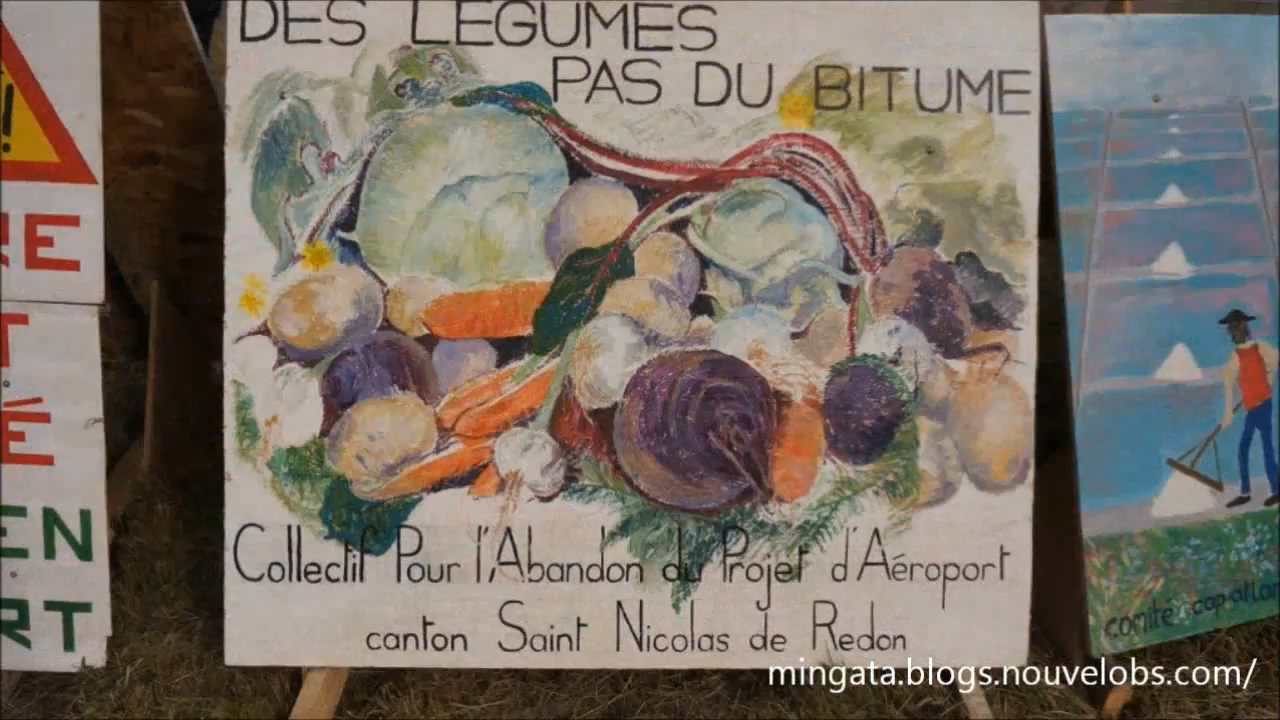 DES LEGUMES
PAS DU BITUME
Collectif Pour l'Abandon du Projet d'Aéroport
canton Saint Nicolas de Redon
comité
mingata.blogs.nouvelobs.com/